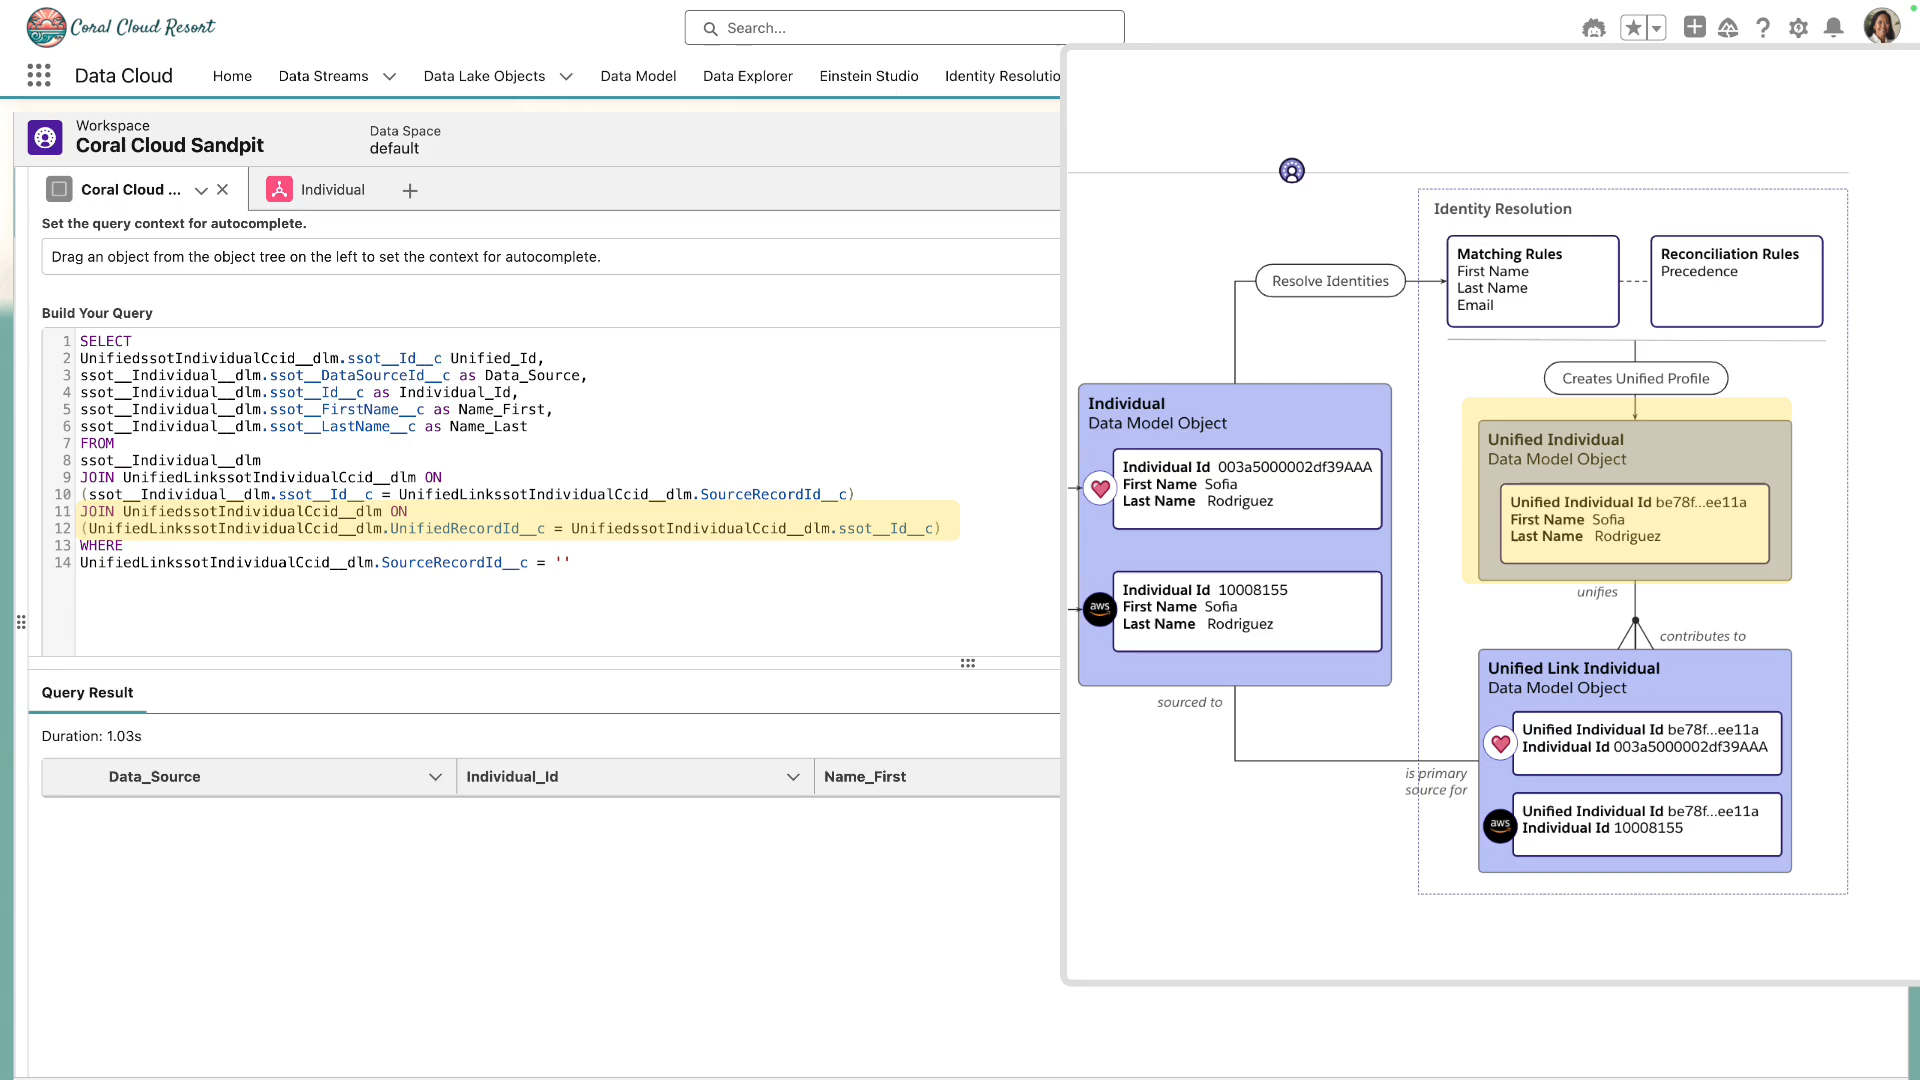 Coral Cloud Resort
Search...
Data Cloud
Home
Data Streams
Data Lake Objects
Data Model
Data Explorer
Einstein Studio
Identity Resolutio
Workspace
Coral Cloud Sandpit
Data Space
default
Coral Cloud ...
Individual
Set the query context for autocomplete.
Drag an object from the object tree on the left to set the context for autocomplete.
Build Your Query
1 SELECT
2 UnifiedssotIndividualCcid__dlm.ssot__Id__c Unified_Id,
3 ssot__Individual__dlm.ssot__DataSourceId__c as Data_Source,
4 ssot__Individual__dlm.ssot__Id__c as Individual_Id,
5 ssot__Individual__dlm.ssot__FirstName__c as Name_First,
6 ssot__Individual__dlm.ssot__LastName__c as Name_Last
7 FROM
8 ssot__Individual__dlm
9 JOIN UnifiedLinkssotIndividualCcid__dlm ON
10 (ssot__Individual__dlm.ssot__Id__c = UnifiedLinkssotIndividualCcid__dlm.SourceRecordId__c)
11 JOIN UnifiedssotIndividualCcid__dlm ON
12 (UnifiedLinkssotIndividualCcid__dlm.UnifiedRecordId__c = UnifiedssotIndividualCcid__dlm.ssot__Id__c)
13 WHERE
14 UnifiedLinkssotIndividualCcid__dlm.SourceRecordId__c = ''
Query Result
Duration: 1.03s
Data_Source
Individual_Id
Name_First
Identity Resolution
Matching Rules
First Name
Last Name
Email
Reconciliation Rules
Precedence
Resolve Identities
Creates Unified Profile
Individual
Data Model Object
Individual Id 003a5000002df39AAA
First Name Sofia
Last Name Rodriguez
aws
Individual Id 10008155
First Name Sofia
Last Name Rodriguez
sourced to
Unified Individual
Data Model Object
Unified Individual Id be78f...ee11a
First Name Sofia
Last Name Rodriguez
unifies
contributes to
Unified Link Individual
Data Model Object
Unified Individual Id be78f...ee11a
Individual Id 003a5000002df39AAA
is primary
source for
aws
Unified Individual Id be78f...ee11a
Individual Id 10008155